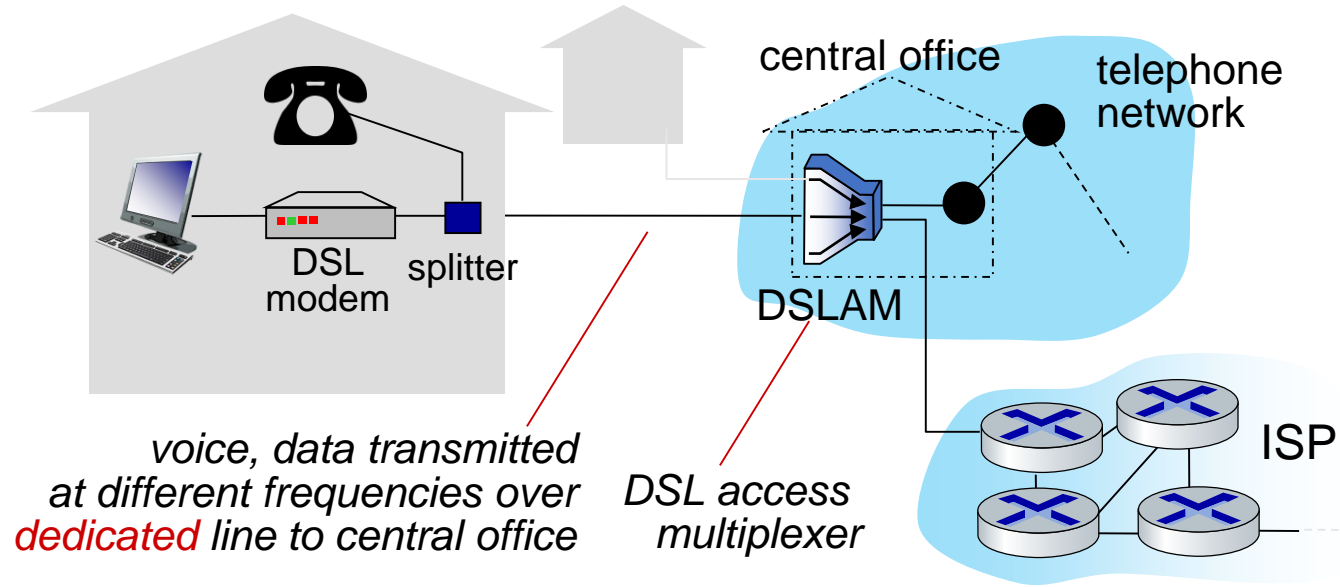 central office
telephone
network
DSL
modem
splitter
DSLAM
ISP
voice, data transmitted
at different frequencies over
dedicated line to central office
DSL access
multiplexer